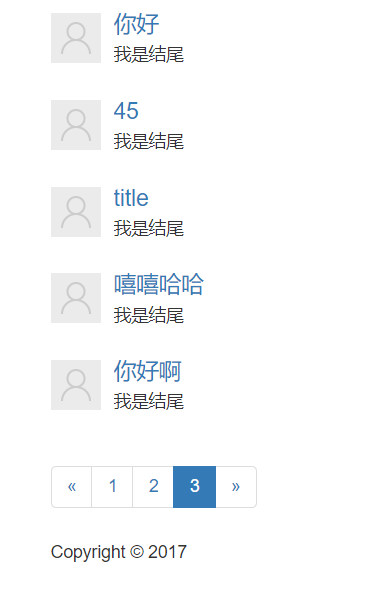 你好
我是结尾
45
我是结尾
title
我是结尾
嘻嘻哈哈
我是结尾
你好啊
我是结尾
« 1 2 3 »
Copyright © 2017